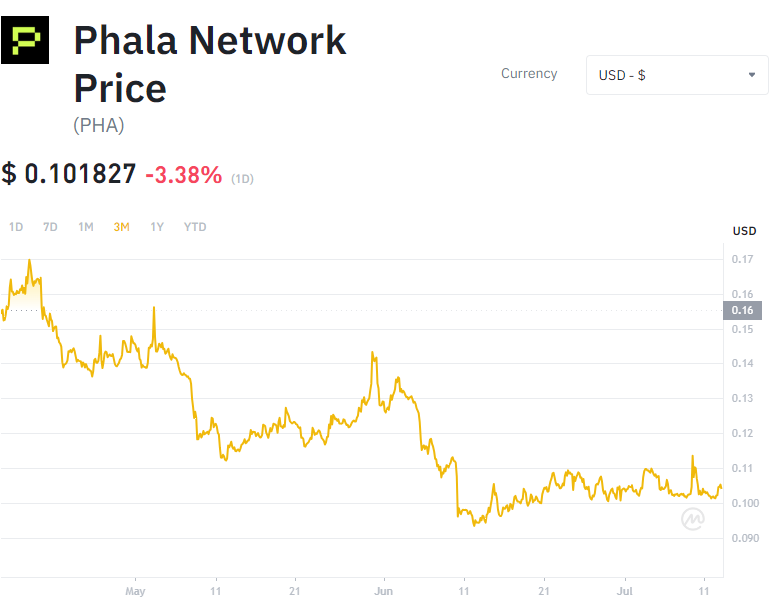 Phala Network
Price
(PHA)
Currency
USD - $
$ 0.101827 -3.38% (1D)
1D 7D 1M 3M 1Y YTD
USD
0.17
0.16
0.16
0.15
0.14
0.13
0.12
0.11
0.100
0.090
May 11 21 Jun 11 21 Jul 11